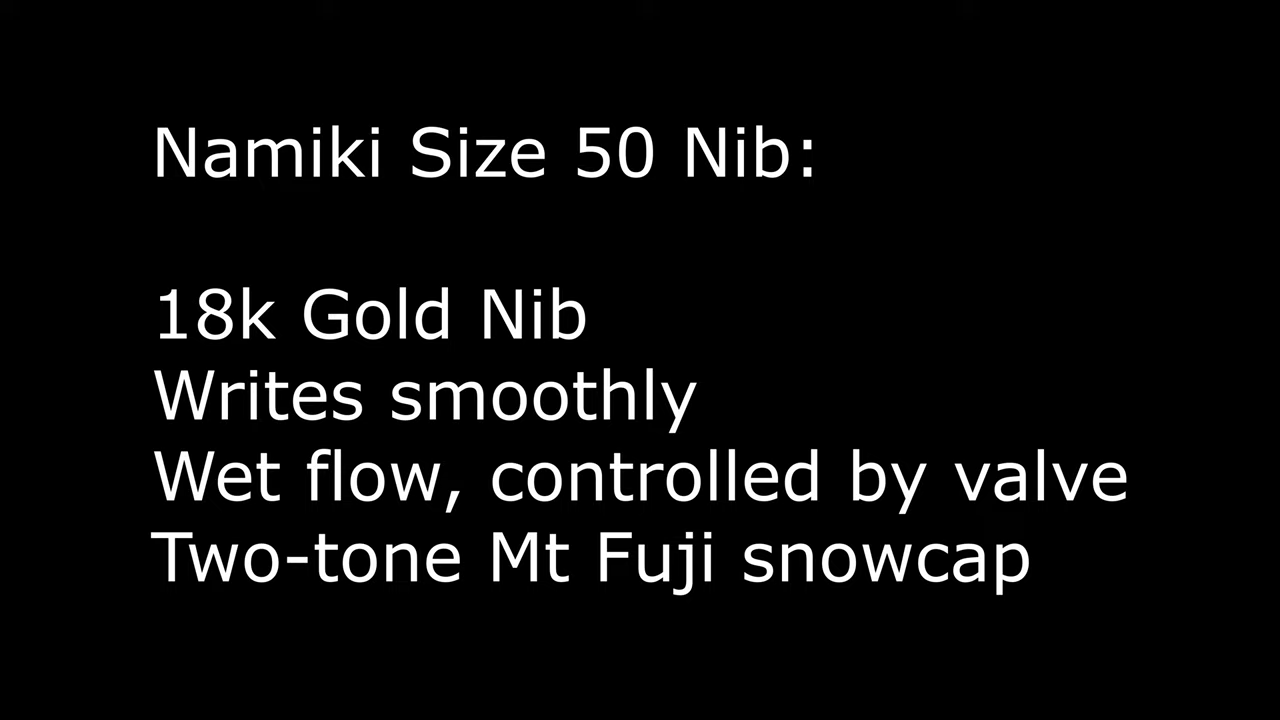 Namiki Size 50 Nib:
18k Gold Nib
Writes smoothly
Wet flow, controlled by valve
Two-tone Mt Fuji snowcap